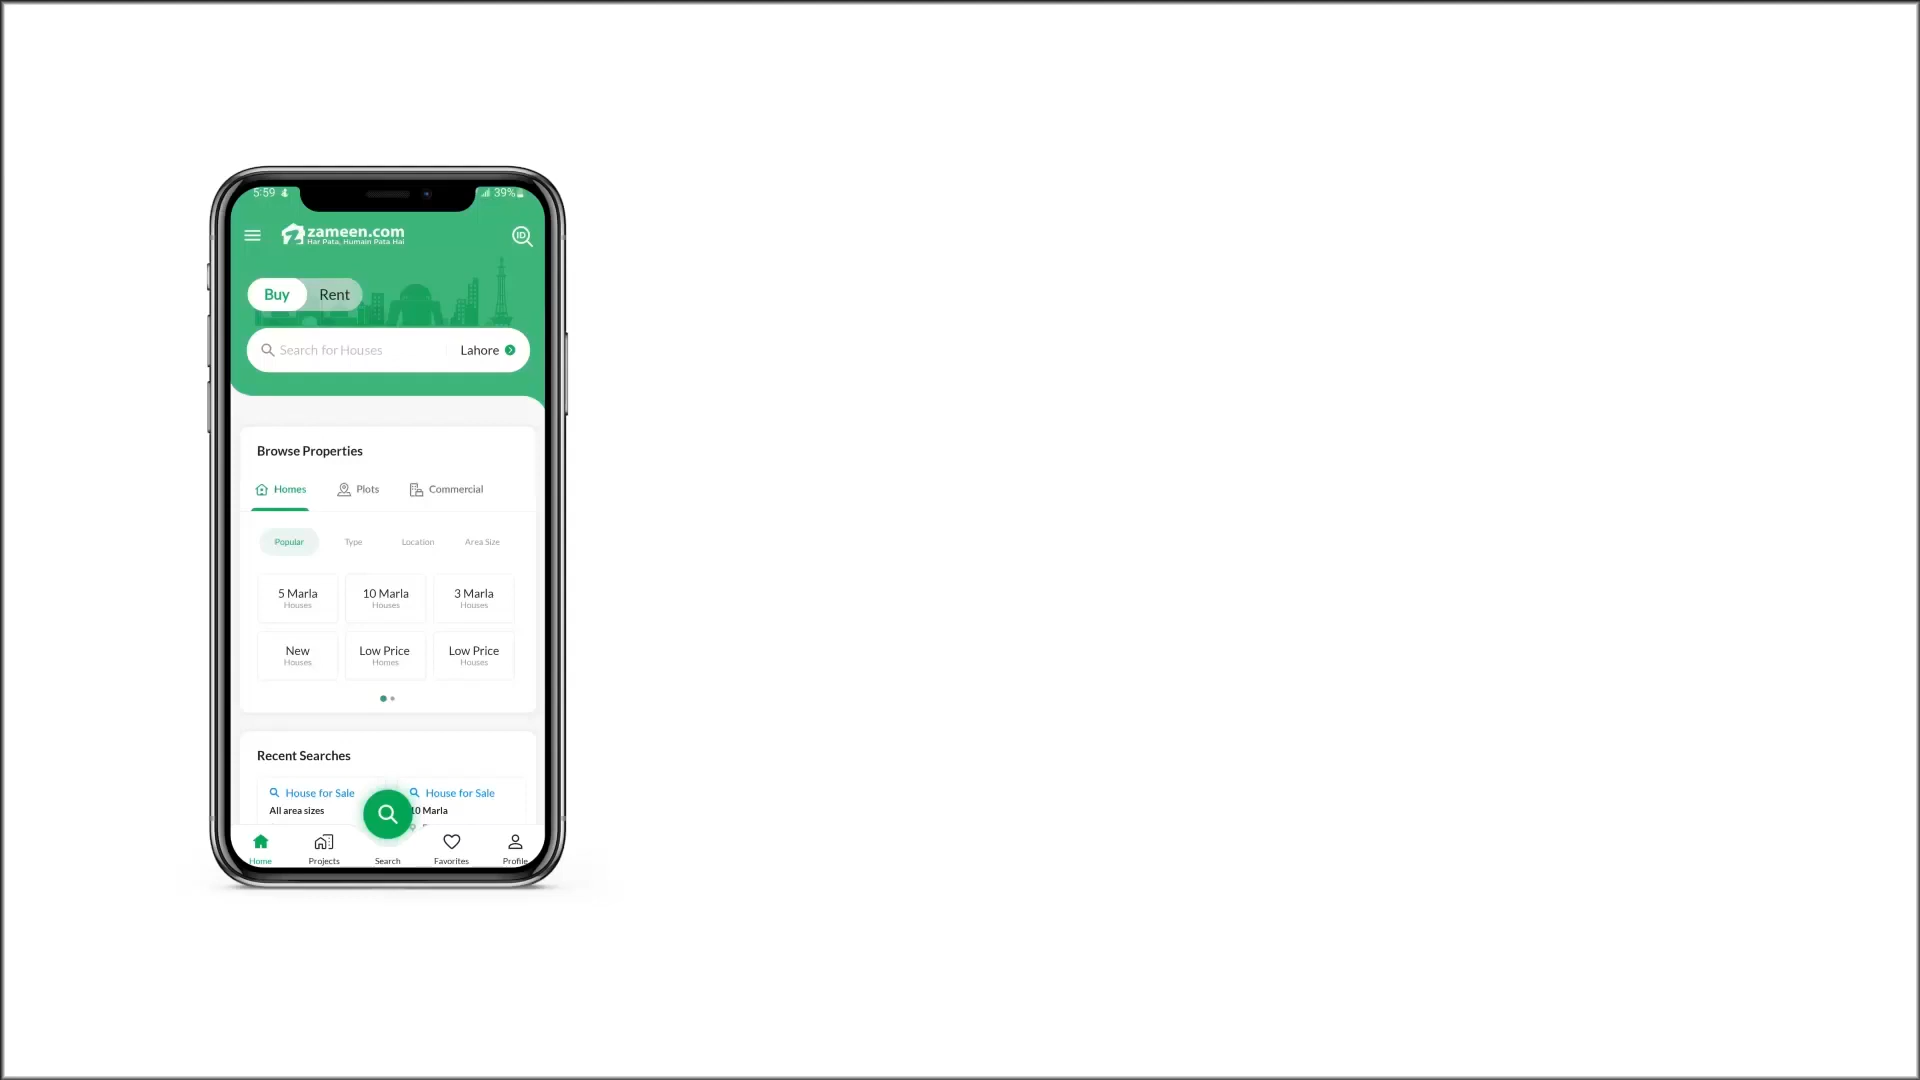 5:59
39%
zameen.com
Har Pata, Humain Pata Hai
ID
Buy Rent
Search for Houses Lahore
Browse Properties
Homes Plots Commercial
Popular Type Location Area Size
5 Marla 10 Marla 3 Marla
Houses Houses Houses
New Low Price Low Price
Houses Homes Houses
Recent Searches
House for Sale House for Sale
All area sizes 10 Marla
Home Projects Search Favorites Profile